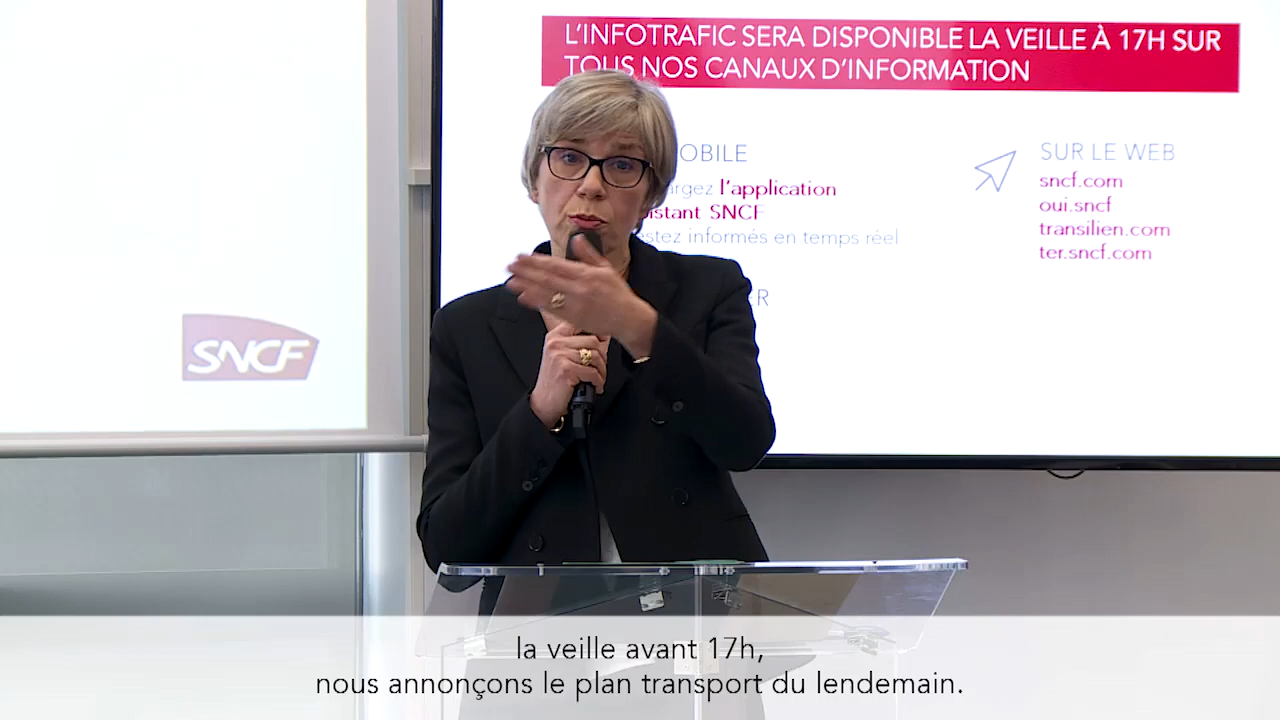 L'INFOTRAFIC SERA DISPONIBLE LA VEILLE À 17H SUR
TOUS NOS CANAUX D'INFORMATION
OBILE
l'application
SNCF
informés en temps réel
ER
SUR LE WEB
sncf.com
oui.sncf
transilien.com
ter.sncf.com
SNCF
la veille avant 17h,
nous annonçons le plan transport du lendemain.